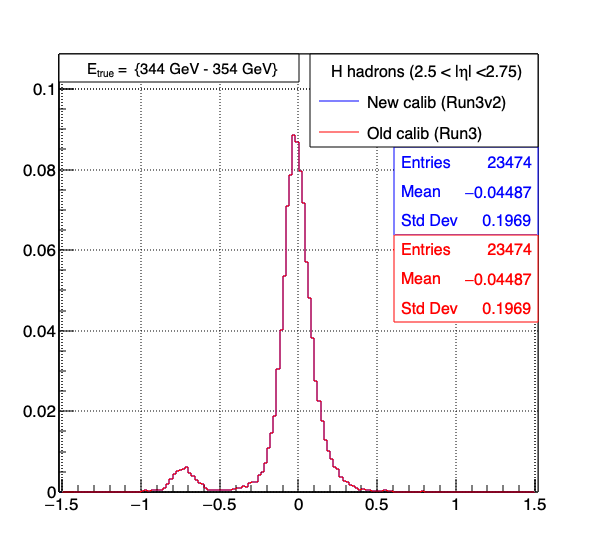 E_true = {344 GeV - 354 GeV}
H hadrons (2.5 < |η| <2.75)
New calib (Run3v2)
Old calib (Run3)
Entries 23474
Mean −0.04487
Std Dev 0.1969
Entries 23474
Mean −0.04487
Std Dev 0.1969
0.1
0.08
0.06
0.04
0.02
0
−1.5 −1 −0.5 0 0.5 1 1.5